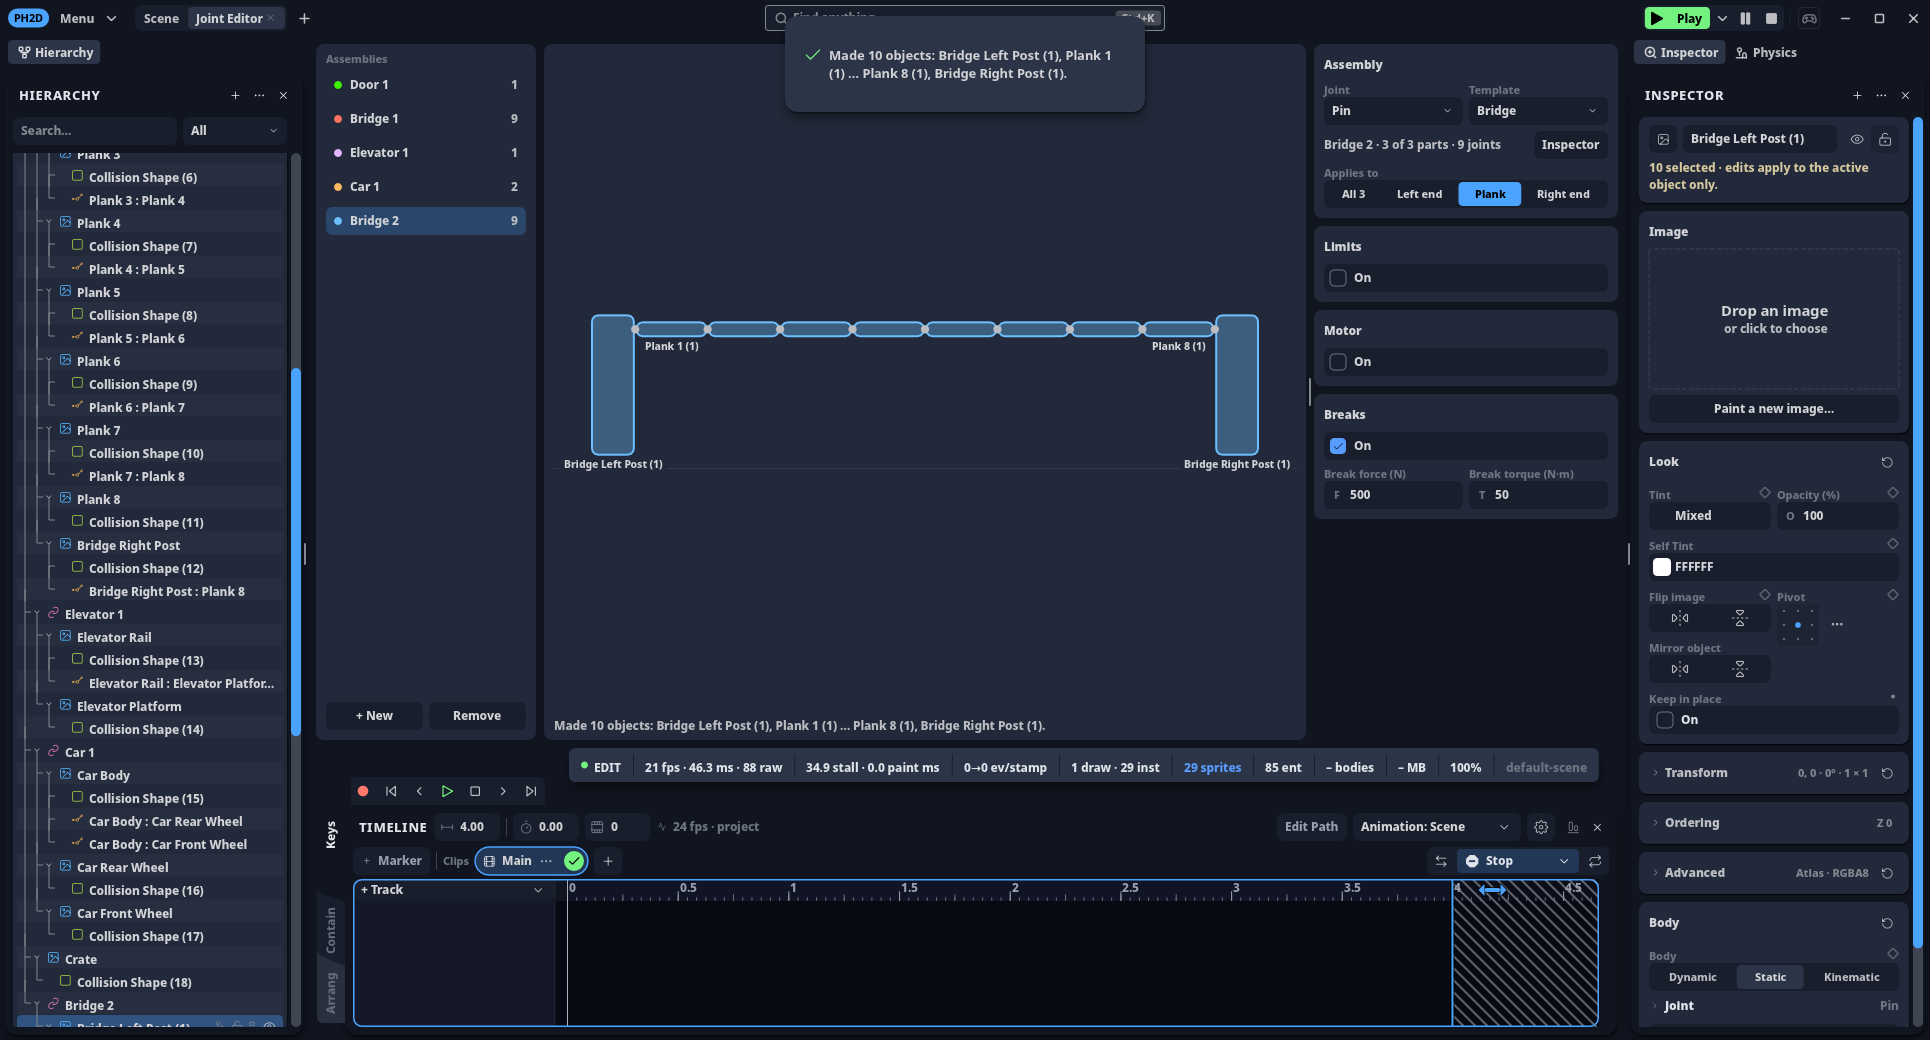 PH2D
Menu
Scene
Joint Editor
Ctrl+K
Play
Hierarchy
HIERARCHY
Search...
All
Plank 3
Collision Shape (6)
Plank 3 : Plank 4
Plank 4
Collision Shape (7)
Plank 4 : Plank 5
Plank 5
Collision Shape (8)
Plank 5 : Plank 6
Plank 6
Collision Shape (9)
Plank 6 : Plank 7
Plank 7
Collision Shape (10)
Plank 7 : Plank 8
Plank 8
Collision Shape (11)
Bridge Right Post
Collision Shape (12)
Bridge Right Post : Plank 8
Elevator 1
Elevator Rail
Collision Shape (13)
Elevator Rail : Elevator Platfor...
Elevator Platform
Collision Shape (14)
Car 1
Car Body
Collision Shape (15)
Car Body : Car Rear Wheel
Car Body : Car Front Wheel
Car Rear Wheel
Collision Shape (16)
Car Front Wheel
Collision Shape (17)
Crate
Collision Shape (18)
Bridge 2
Bridge Left Post (1)
Assemblies
Door 1 1
Bridge 1 9
Elevator 1 1
Car 1 2
Bridge 2 9
+ New
Remove
Made 10 objects: Bridge Left Post (1), Plank 1
(1) ... Plank 8 (1), Bridge Right Post (1).
Plank 1 (1)
Plank 8 (1)
Bridge Left Post (1)
Bridge Right Post (1)
Made 10 objects: Bridge Left Post (1), Plank 1 (1) ... Plank 8 (1), Bridge Right Post (1).
Assembly
Joint
Template
Pin
Bridge
Bridge 2 · 3 of 3 parts · 9 joints
Inspector
Applies to
All 3
Left end
Plank
Right end
Limits
On
Motor
On
Breaks
On
Break force (N)
Break torque (N·m)
F 500
T 50
EDIT
21 fps · 46.3 ms · 88 raw
34.9 stall · 0.0 paint ms
0→0 ev/stamp
1 draw · 29 inst
29 sprites
85 ent
– bodies
– MB
100%
default-scene
Keys
Contain
Arrang
TIMELINE
4.00
0.00
0
24 fps · project
Edit Path
Animation: Scene
+ Marker
Clips
Main
Stop
+ Track
0 0.5 1 1.5 2 2.5 3 3.5 4 4.5
Inspector
Physics
INSPECTOR
Bridge Left Post (1)
10 selected · edits apply to the active
object only.
Image
Drop an image
or click to choose
Paint a new image...
Look
Tint
Opacity (%)
Mixed
O 100
Self Tint
FFFFFF
Flip image
Pivot
Mirror object
Keep in place
On
Transform 0, 0 · 0° · 1 × 1
Ordering Z 0
Advanced Atlas · RGBA8
Body
Body
Dynamic
Static
Kinematic
Joint Pin